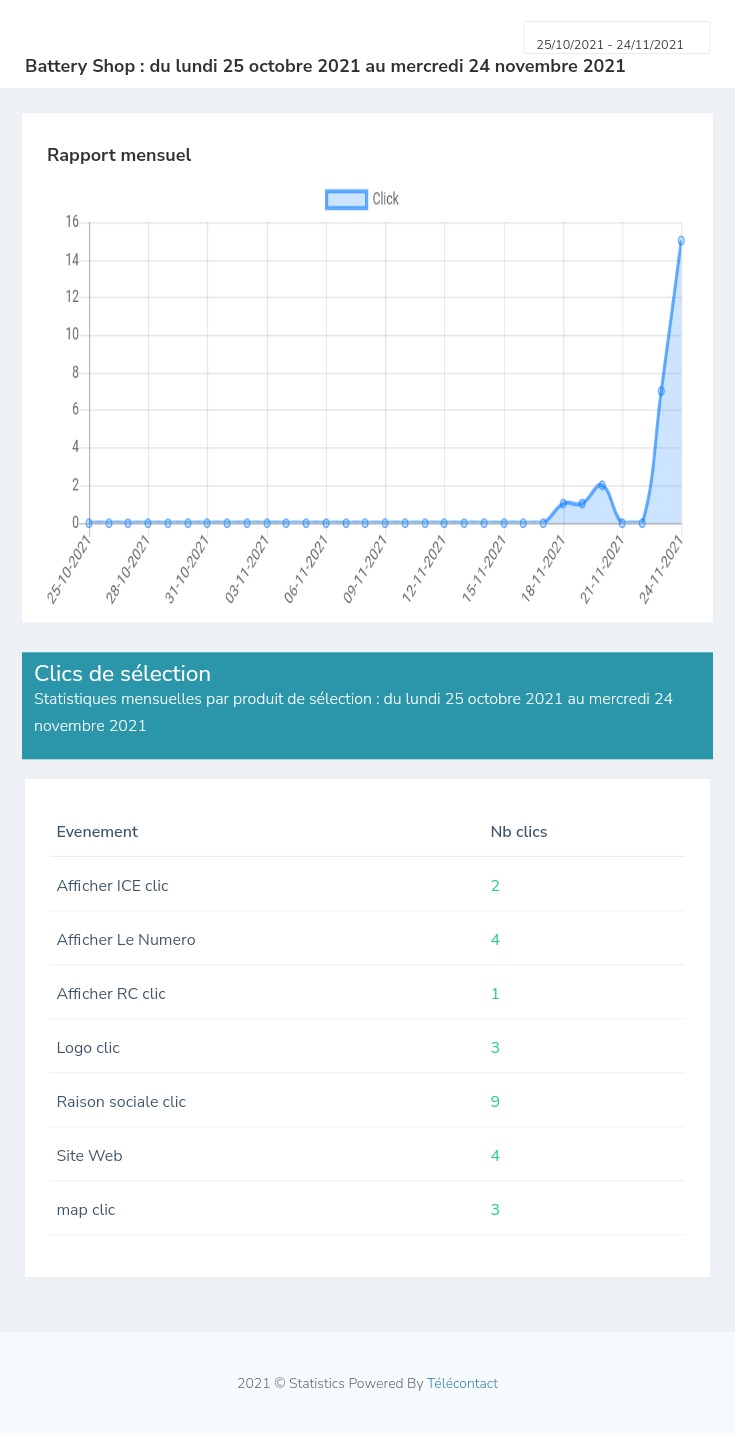 25/10/2021 - 24/11/2021
Battery Shop : du lundi 25 octobre 2021 au mercredi 24 novembre 2021
Rapport mensuel
Click
16
14
12
10
8
6
4
2
0
25-10-2021
28-10-2021
31-10-2021
03-11-2021
06-11-2021
09-11-2021
12-11-2021
15-11-2021
18-11-2021
21-11-2021
24-11-2021
Clics de sélection
Statistiques mensuelles par produit de sélection : du lundi 25 octobre 2021 au mercredi 24
novembre 2021
Evenement Nb clics
Afficher ICE clic 2
Afficher Le Numero 4
Afficher RC clic 1
Logo clic 3
Raison sociale clic 9
Site Web 4
map clic 3
2021 © Statistics Powered By Télécontact